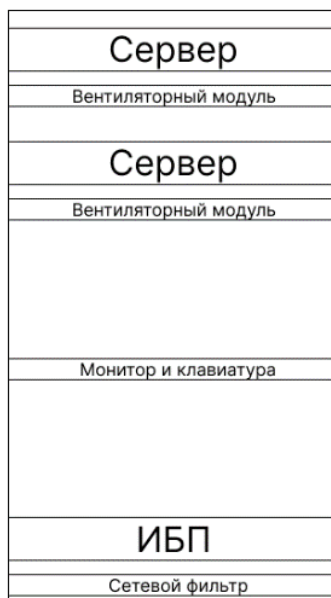 Сервер
Вентиляторный модуль
Сервер
Вентиляторный модуль
Монитор и клавиатура
ИБП
Сетевой фильтр